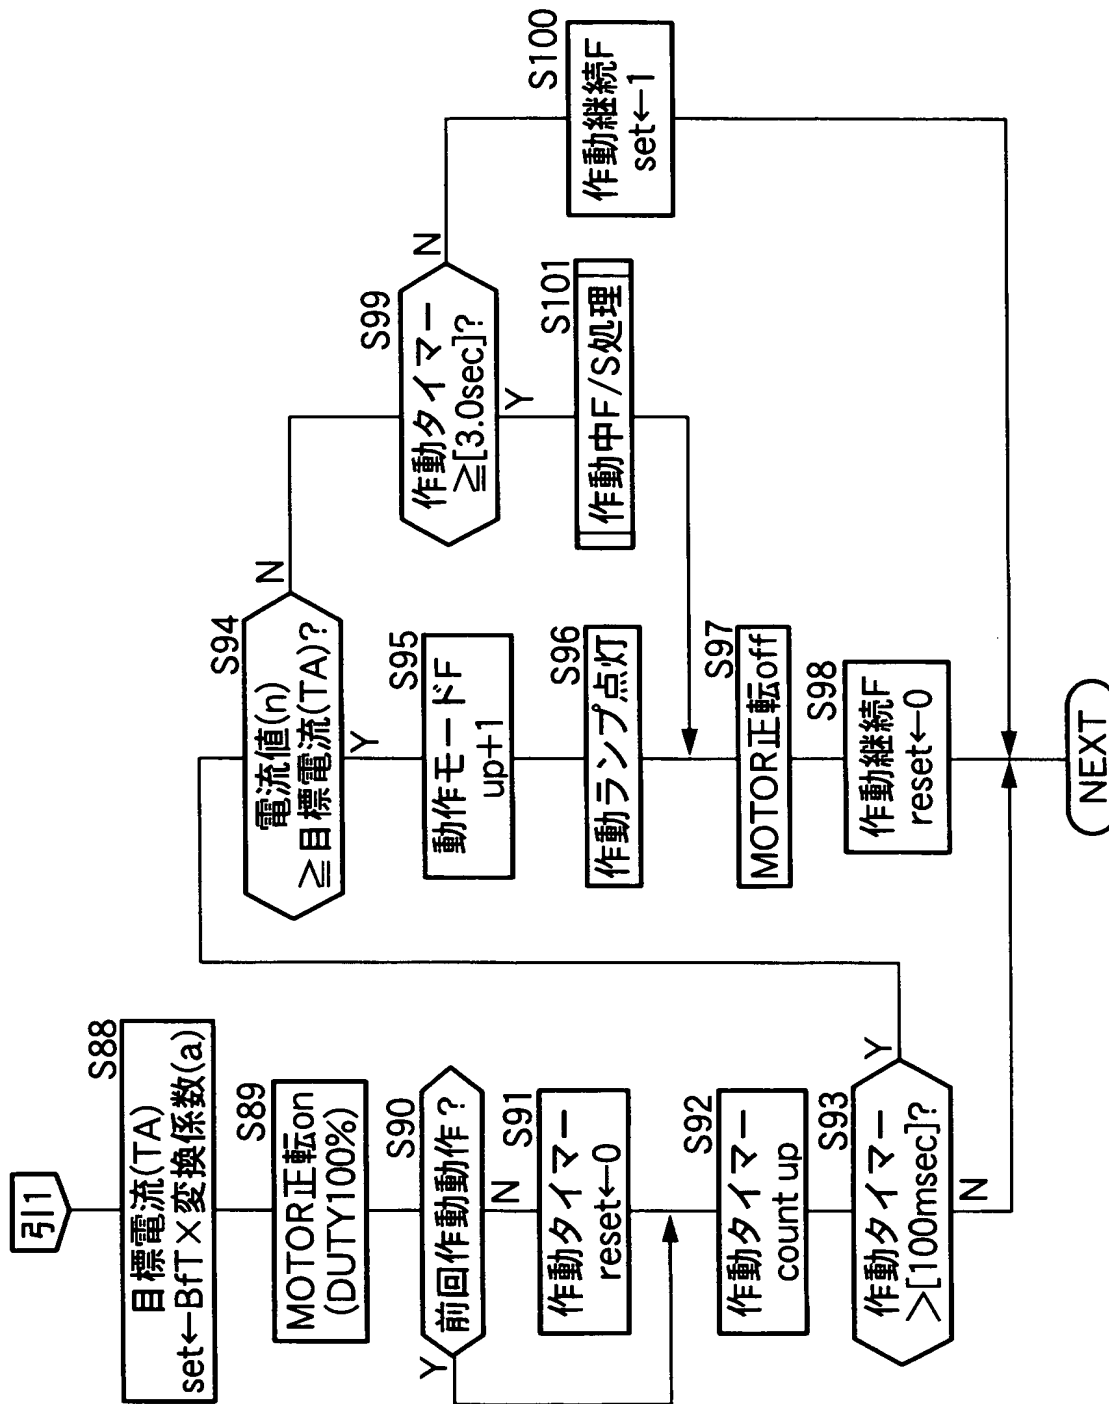 引1
S88
目標電流(TA)
set←BfT×変換係数(a)
S89
MOTOR正転on
(DUTY100%)
S90
前回作動動作?
Y
N
S91
作動タイマー
reset←0
S92
作動タイマー
count up
S93
作動タイマー
>[100msec]?
Y
N
S94
電流値(n)
≧目標電流(TA)?
N
Y
S95
動作モードF
up+1
S96
作動ランプ点灯
S97
MOTOR正転off
S98
作動継続F
reset←0
S99
作動タイマー
≧[3.0sec]?
N
Y
S101
作動中F/S処理
S100
作動継続F
set←1
NEXT